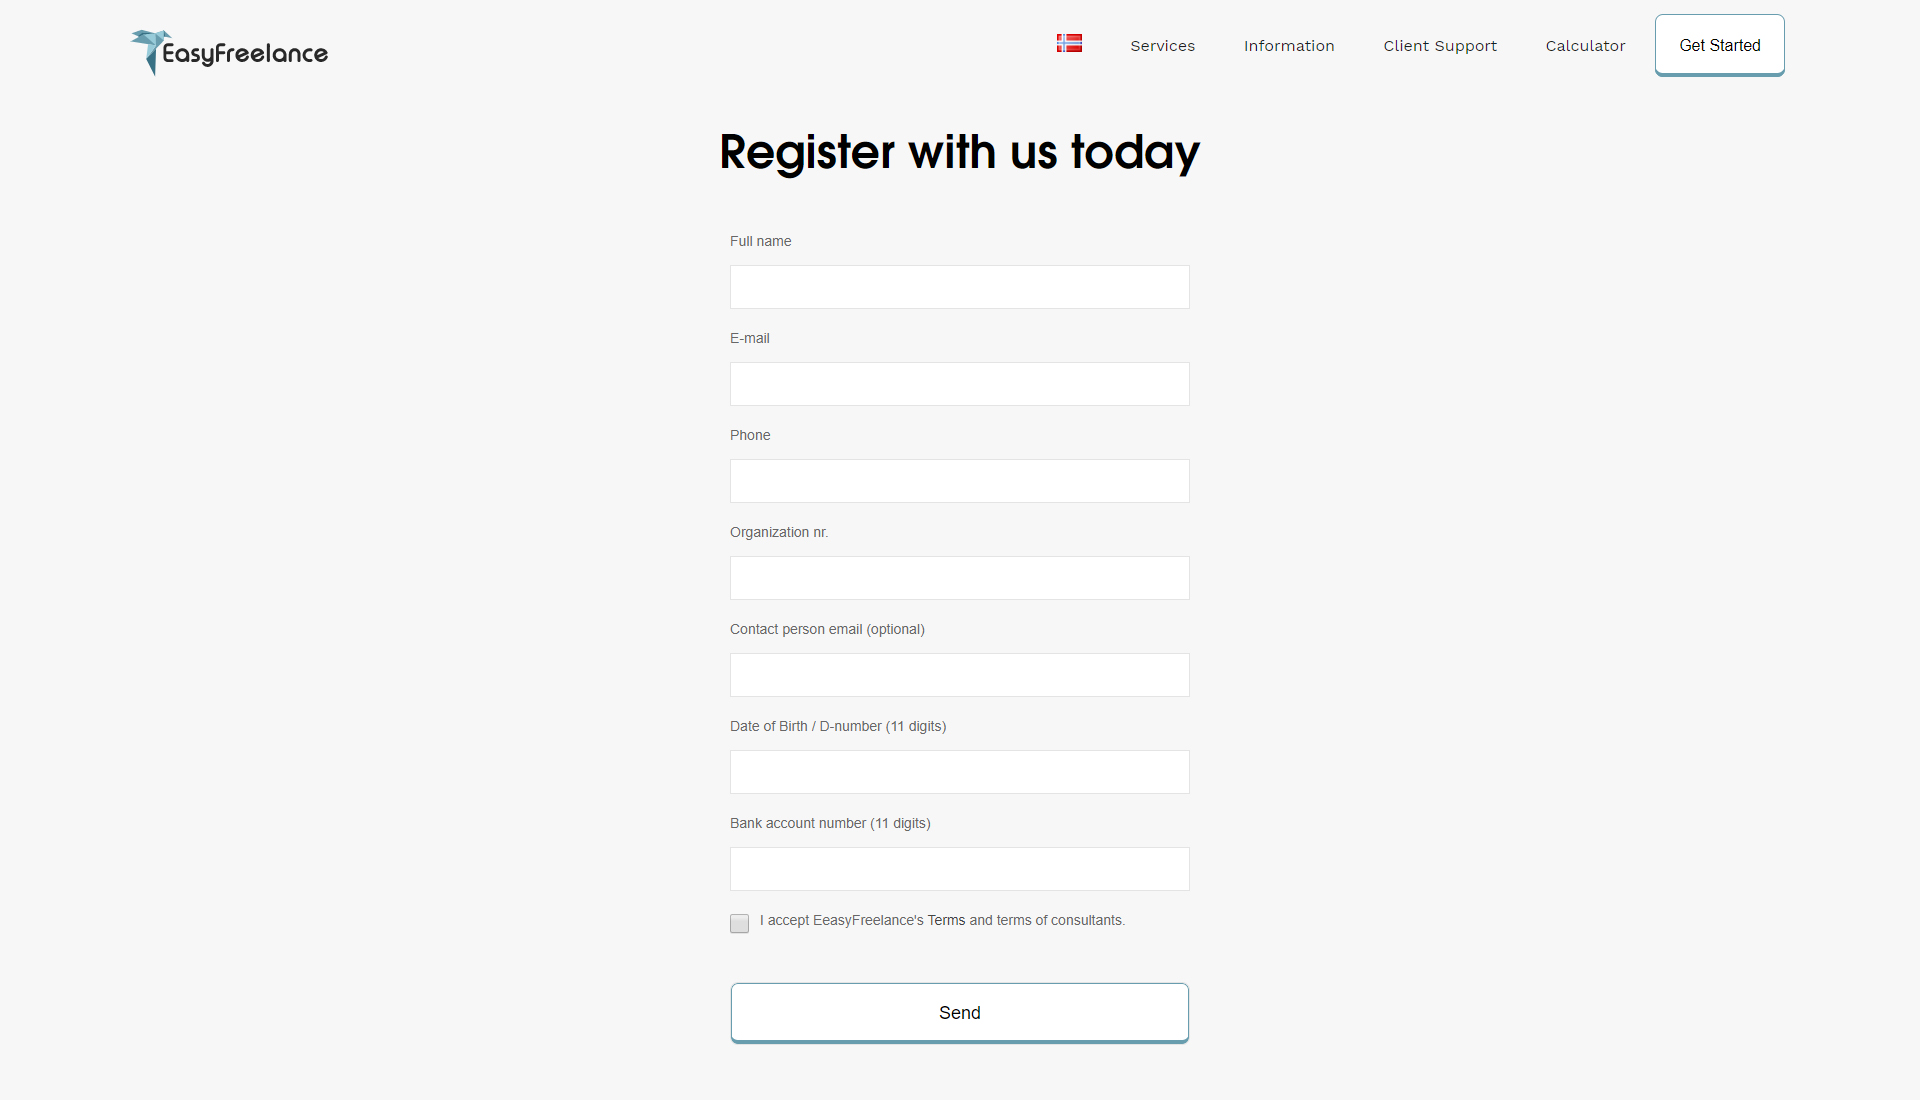 EasyFreelance
Services
Information
Client Support
Calculator
Get Started
Register with us today
Full name
E-mail
Phone
Organization nr.
Contact person email (optional)
Date of Birth / D-number (11 digits)
Bank account number (11 digits)
I accept EeasyFreelance's Terms and terms of consultants.
Send